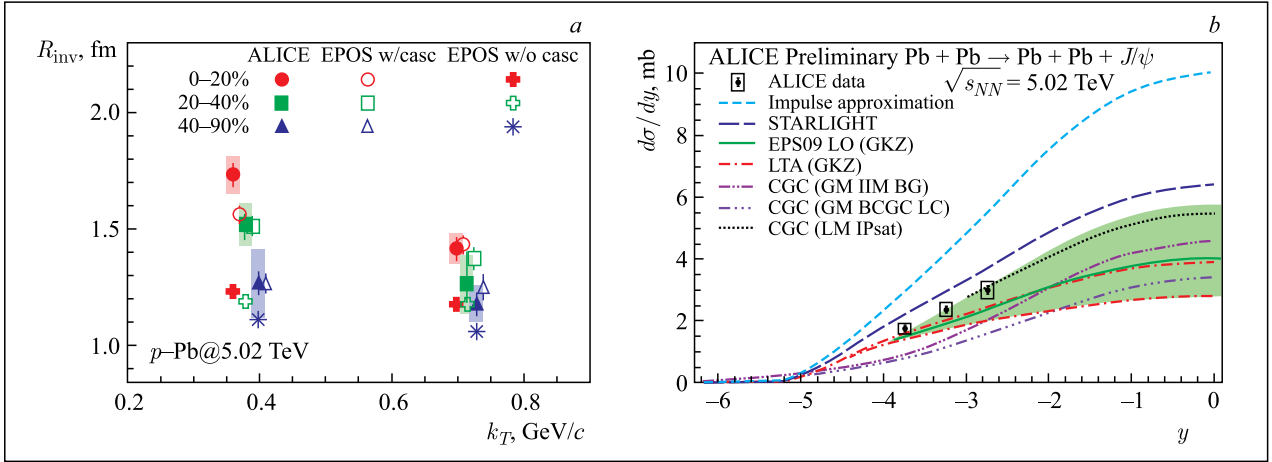 a
R_inv, fm
ALICE EPOS w/casc EPOS w/o casc
0–20%
20–40%
40–90%
2.0
1.5
1.0
p–Pb@5.02 TeV
0.2 0.4 0.6 0.8
k_T, GeV/c
b
dσ/dy, mb
ALICE Preliminary Pb + Pb → Pb + Pb + J/ψ
√s_NN = 5.02 TeV
ALICE data
Impulse approximation
STARLIGHT
EPS09 LO (GKZ)
LTA (GKZ)
CGC (GM IIM BG)
CGC (GM BCGC LC)
CGC (LM IPsat)
10
8
6
4
2
0
–6 –5 –4 –3 –2 –1 0
y